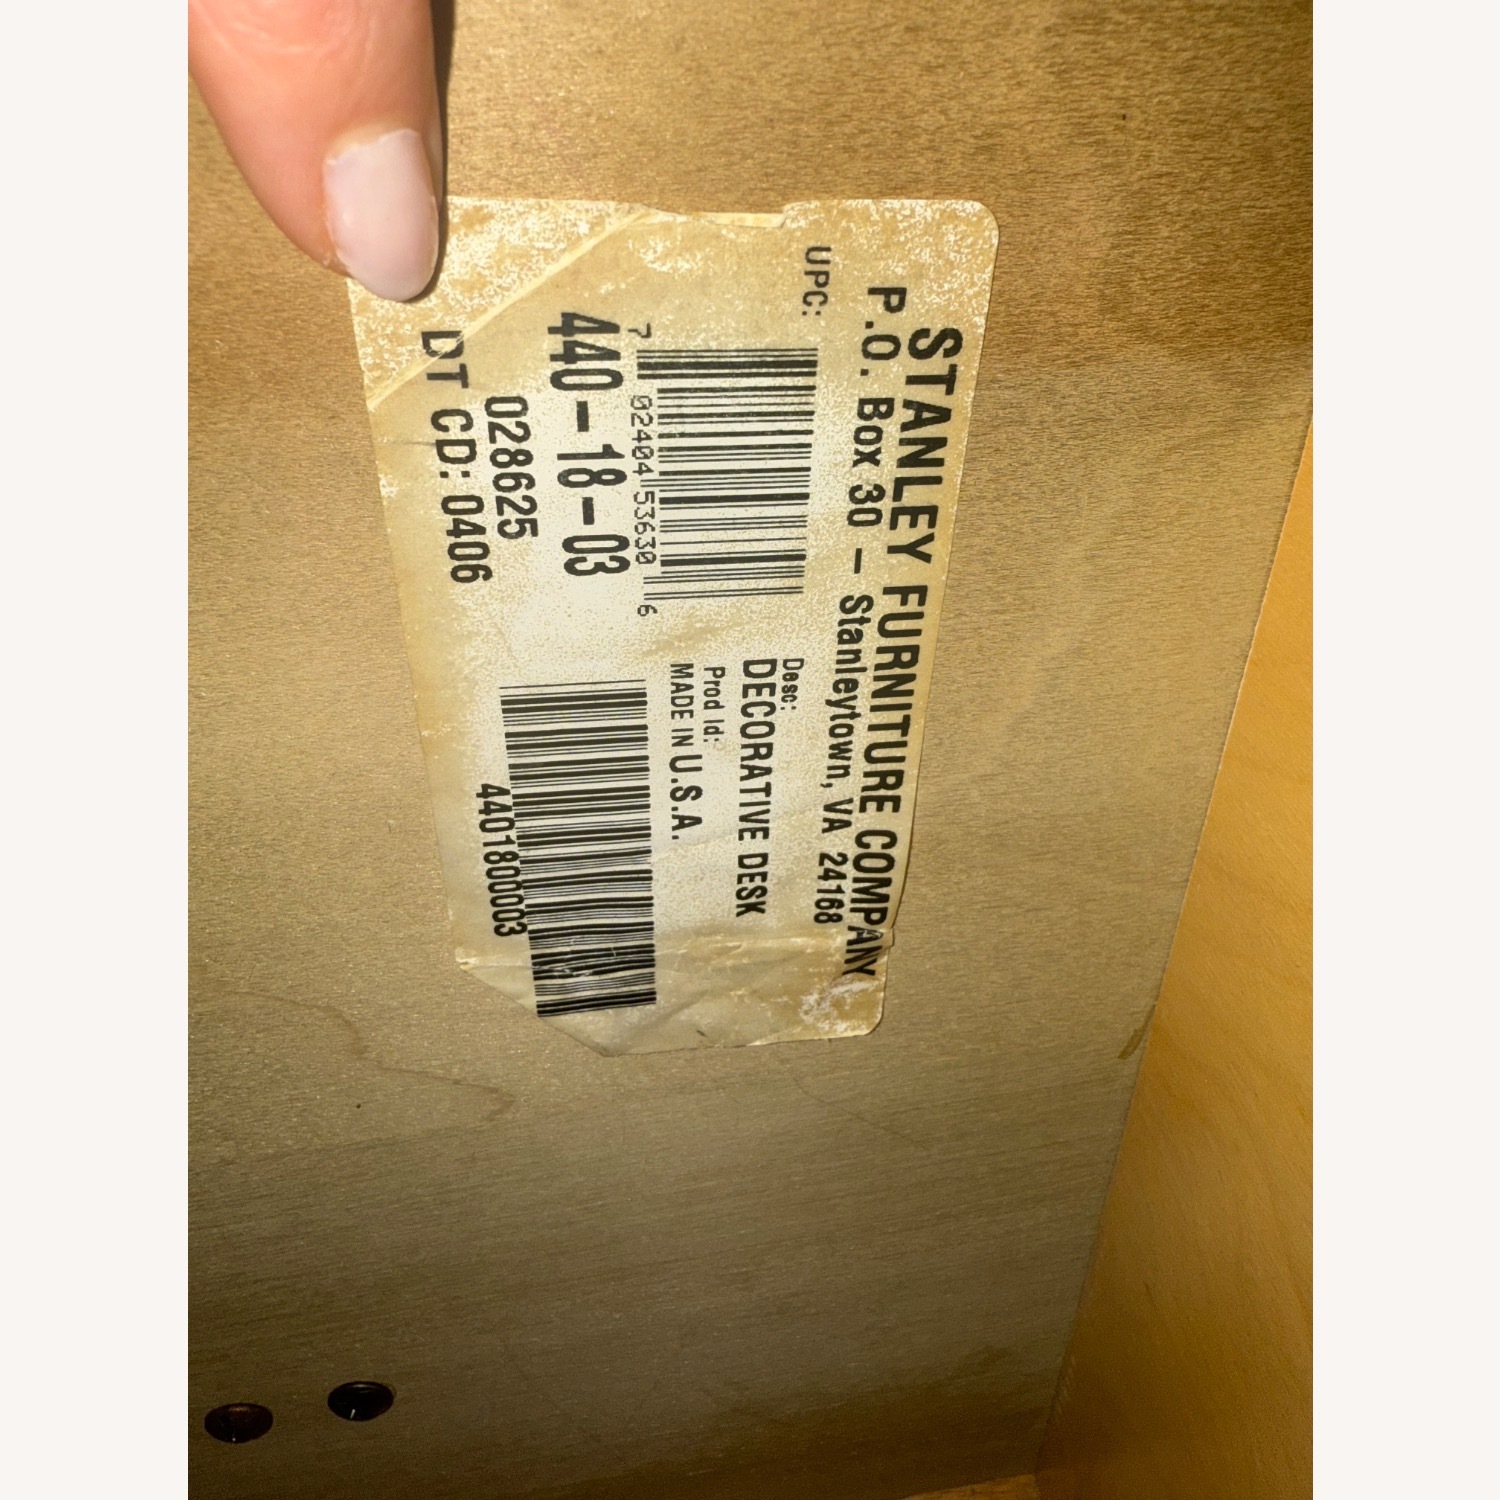 STANLEY FURNITURE COMPANY
P.O. Box 30 - Stanleytown, VA 24168
UPC:
7 02404 53630 6
Desc:
DECORATIVE DESK
Prod Id:
MADE IN U.S.A.
440-18-03
028625
DT CD: 0406
4401800003